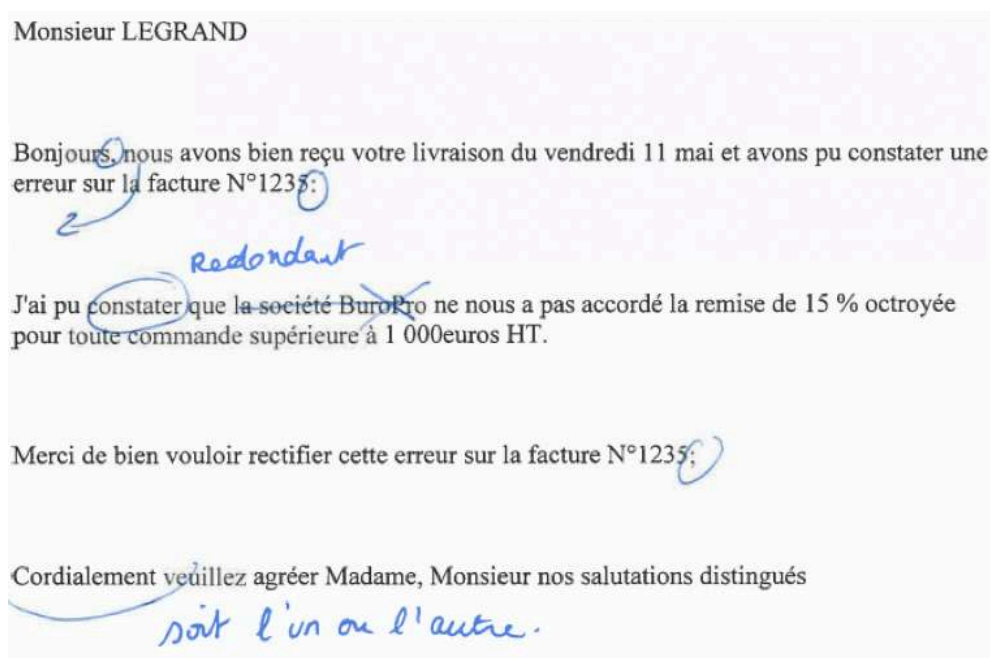 Monsieur LEGRAND
Bonjours, nous avons bien reçu votre livraison du vendredi 11 mai et avons pu constater une
erreur sur la facture N°1235:
Redondant
J'ai pu constater que la société BuroPro ne nous a pas accordé la remise de 15 % octroyée
pour toute commande supérieure à 1 000euros HT.
Merci de bien vouloir rectifier cette erreur sur la facture N°1235;
Cordialement veuillez agréer Madame, Monsieur nos salutations distingués
soit l'un ou l'autre.